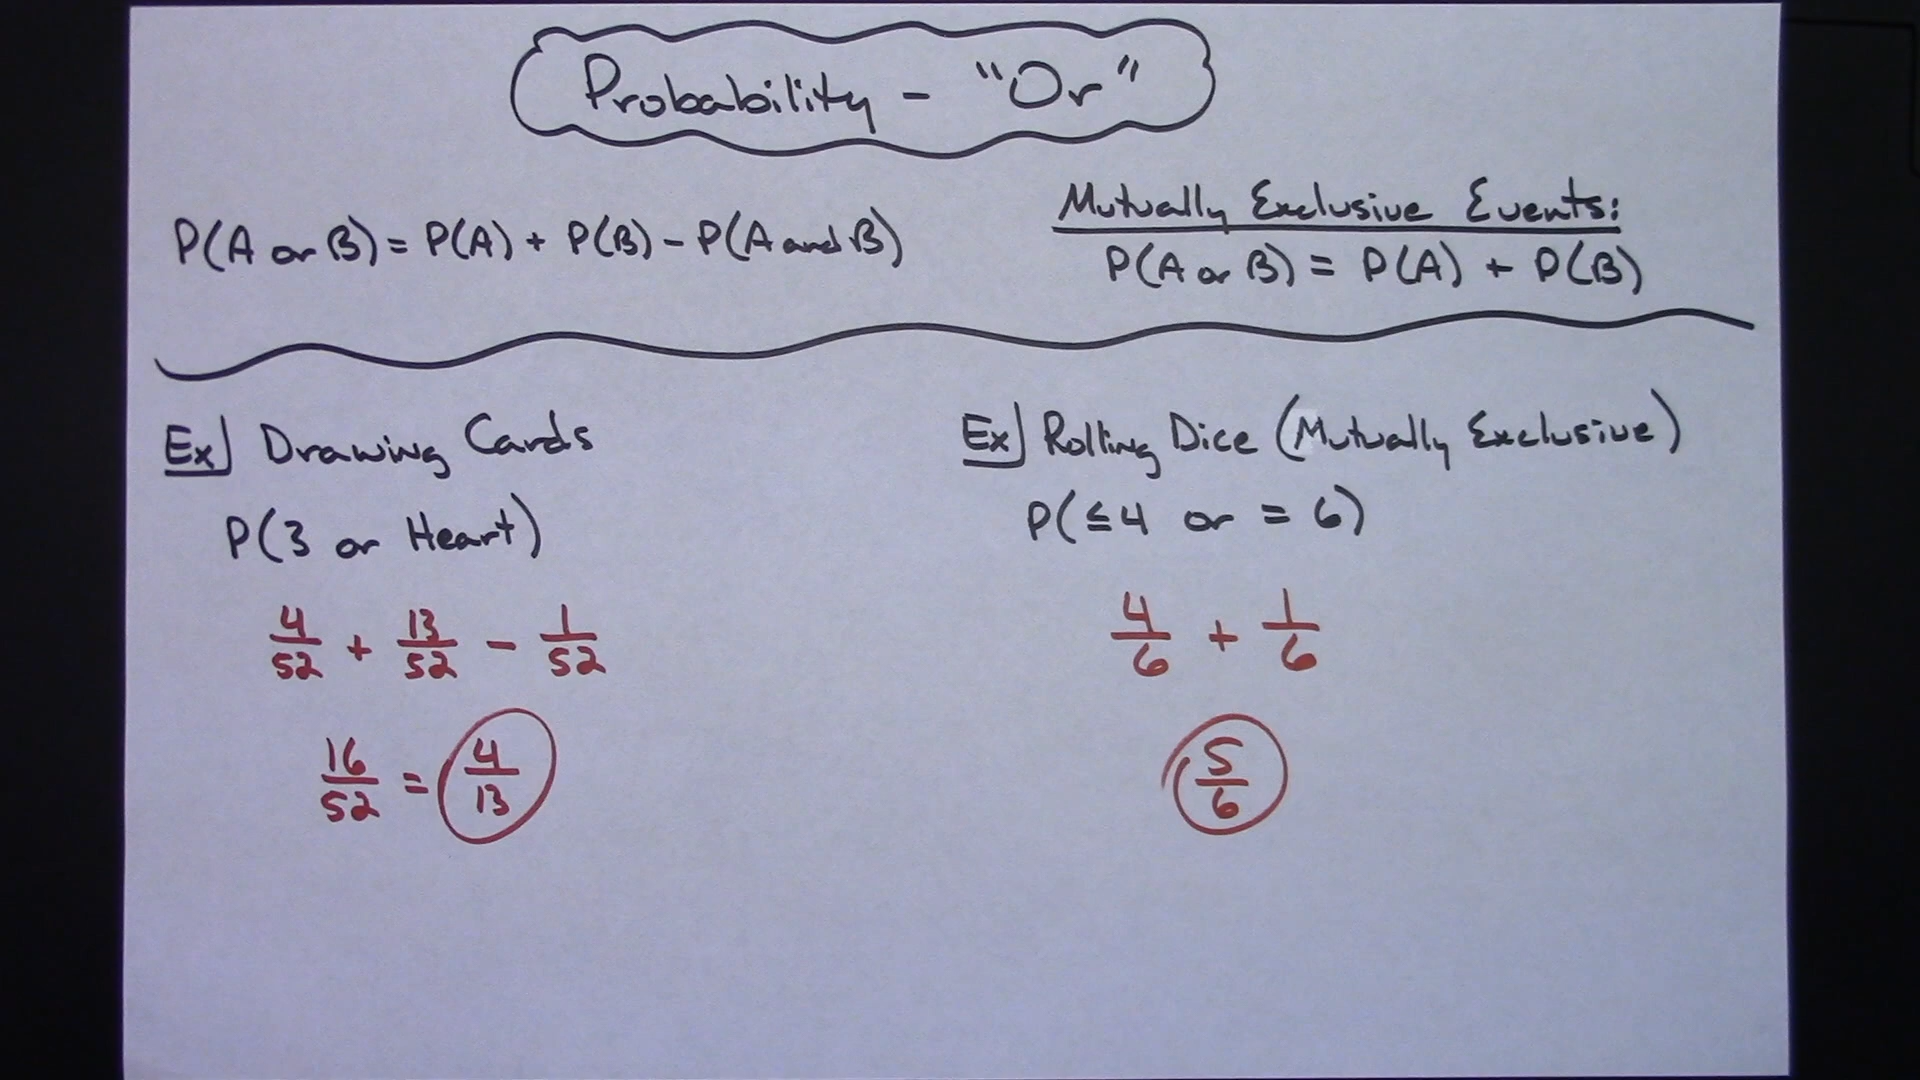 Probability - "Or"
P(A or B) = P(A) + P(B) - P(A and B)
Mutually Exclusive Events:
P(A or B) = P(A) + P(B)
Ex] Drawing Cards
P(3 or Heart)
4/52 + 13/52 - 1/52
16/52 = 4/13
Ex] Rolling Dice (Mutually Exclusive)
P(≤4 or = 6)
4/6 + 1/6
5/6